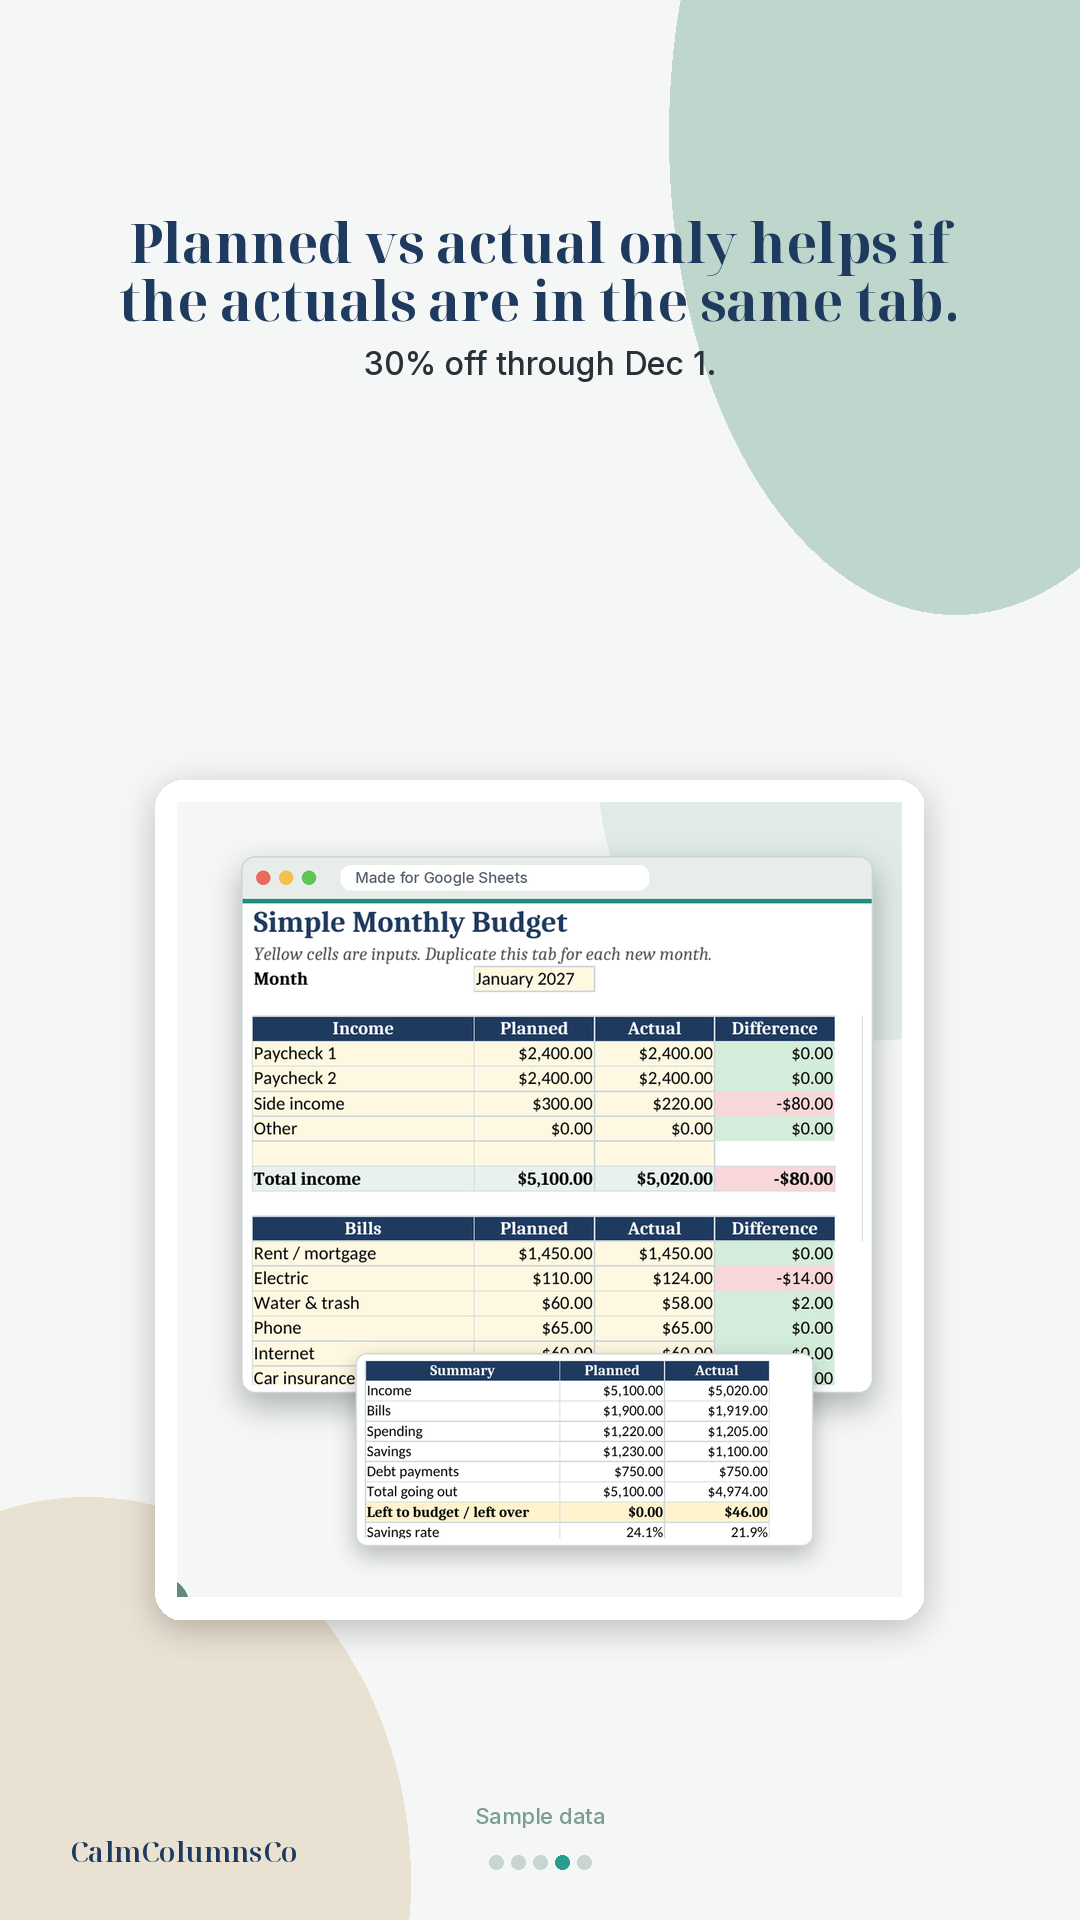 Planned vs actual only helps if
the actuals are in the same tab.
30% off through Dec 1.
Made for Google Sheets
Simple Monthly Budget
Yellow cells are inputs. Duplicate this tab for each new month.
Month January 2027
Income Planned Actual Difference
Paycheck 1 $2,400.00 $2,400.00 $0.00
Paycheck 2 $2,400.00 $2,400.00 $0.00
Side income $300.00 $220.00 -$80.00
Other $0.00 $0.00 $0.00
Total income $5,100.00 $5,020.00 -$80.00
Bills Planned Actual Difference
Rent / mortgage $1,450.00 $1,450.00 $0.00
Electric $110.00 $124.00 -$14.00
Water & trash $60.00 $58.00 $2.00
Phone $65.00 $65.00 $0.00
Internet $60.00 $60.00 $0.00
Car insurance
Summary Planned Actual
Income $5,100.00 $5,020.00
Bills $1,900.00 $1,919.00
Spending $1,220.00 $1,205.00
Savings $1,230.00 $1,100.00
Debt payments $750.00 $750.00
Total going out $5,100.00 $4,974.00
Left to budget / left over $0.00 $46.00
Savings rate 24.1% 21.9%
Sample data
CalmColumnsCo